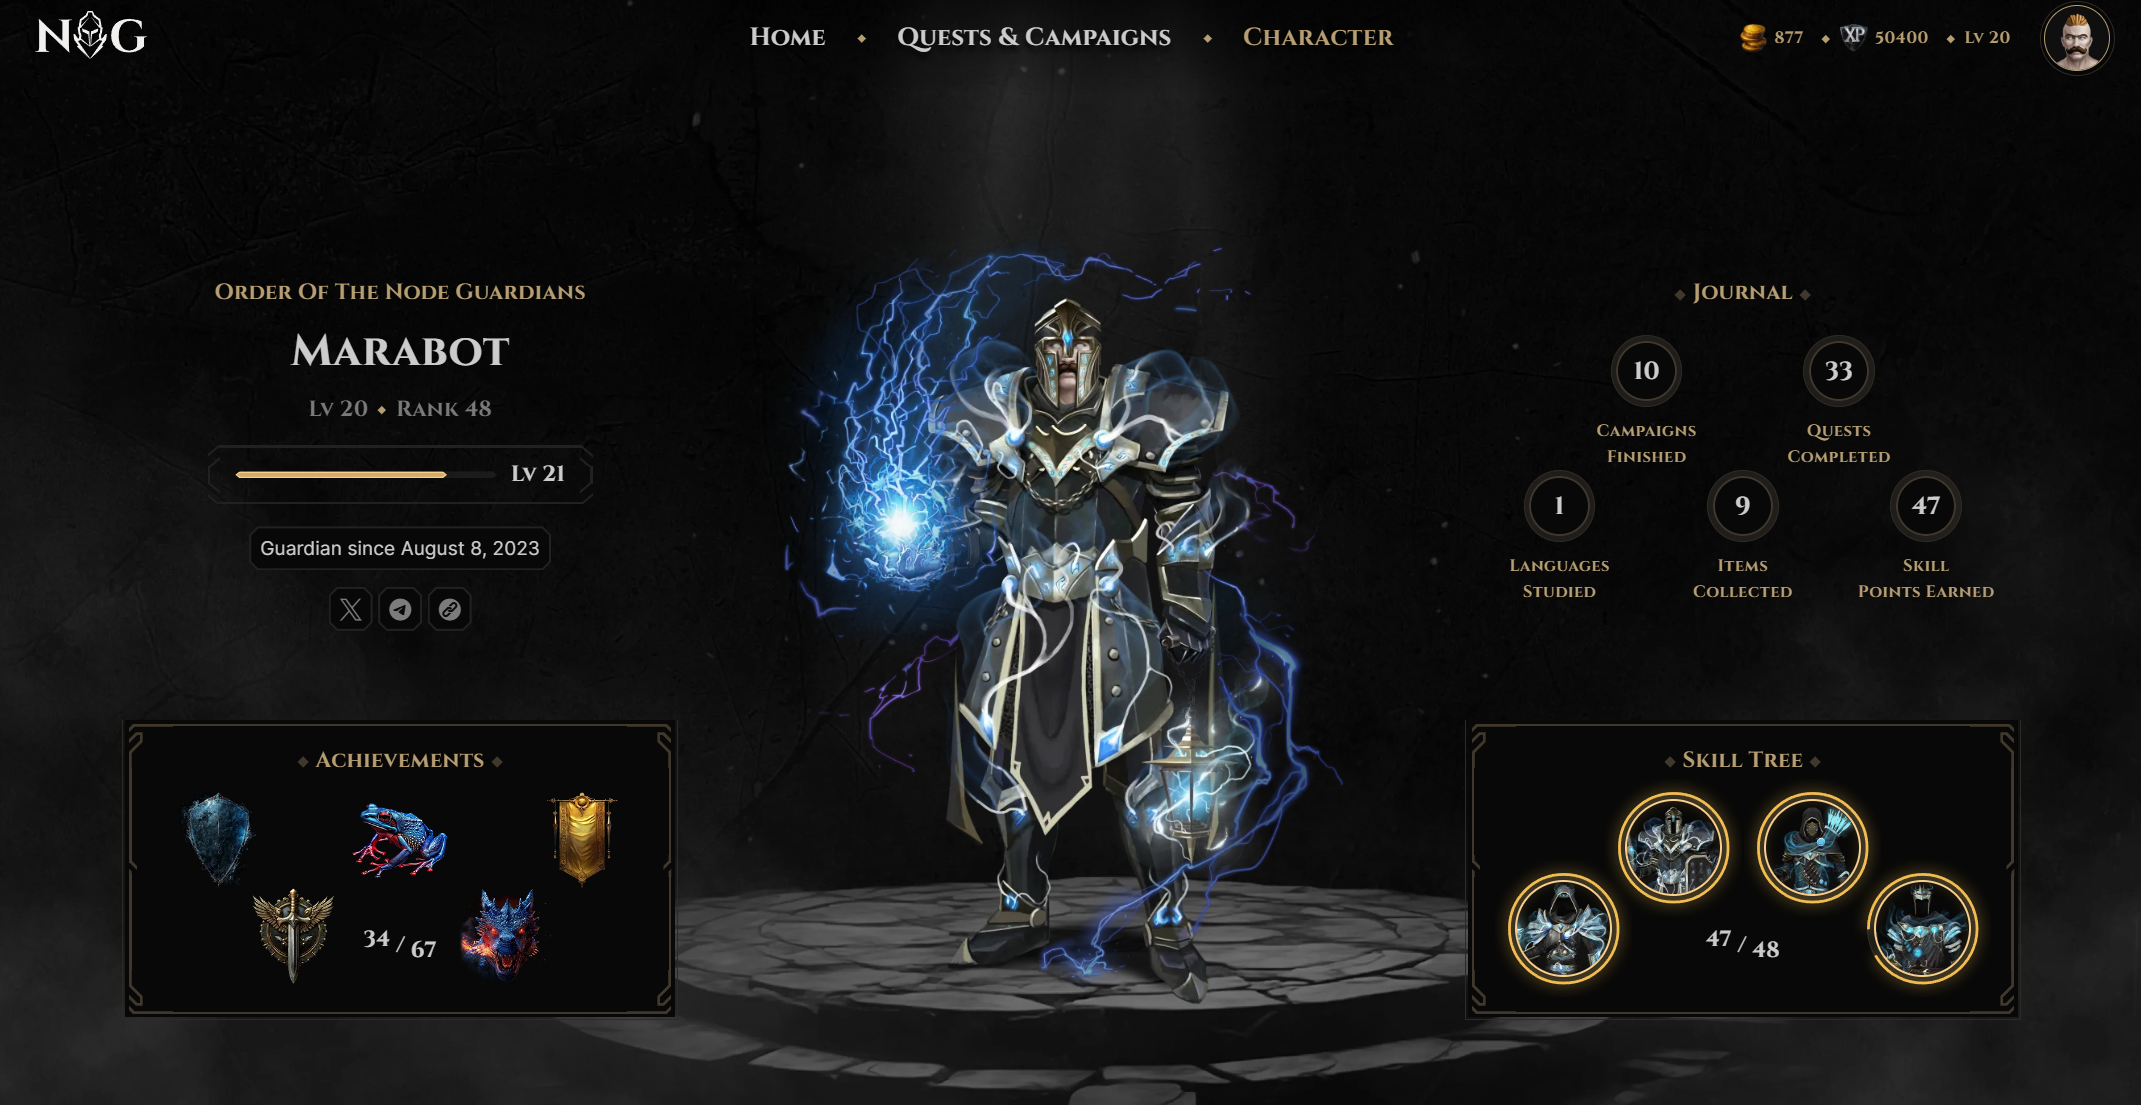 NG
Home
Quests & Campaigns
Character
877
XP
50400
Lv 20
Order Of The Node Guardians
Marabot
Lv 20 ◆ Rank 48
Lv 21
Guardian since August 8, 2023
Journal
10
33
Campaigns
Finished
Quests
Completed
1
9
47
Languages
Studied
Items
Collected
Skill
Points Earned
Achievements
34 / 67
Skill Tree
47 / 48